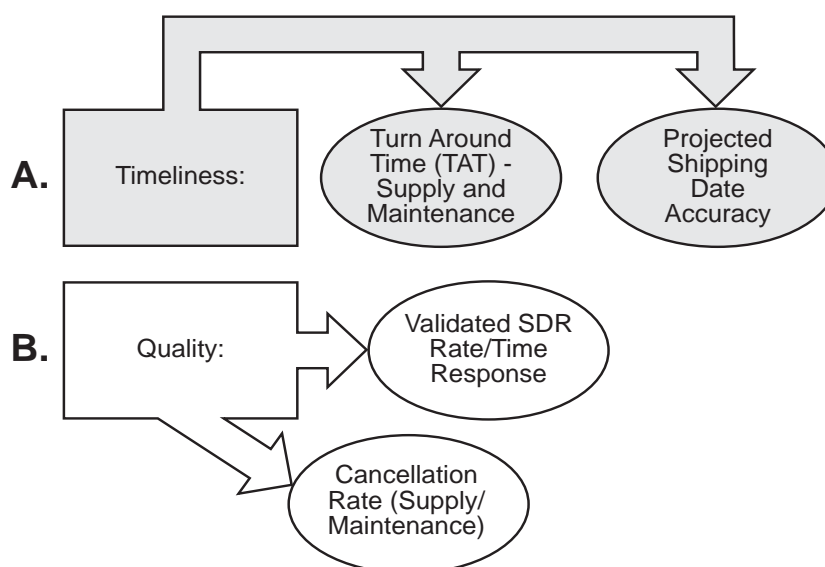 A.
Timeliness:
Turn Around
Time (TAT) -
Supply and
Maintenance
Projected
Shipping
Date
Accuracy
B.
Quality:
Validated SDR
Rate/Time
Response
Cancellation
Rate (Supply/
Maintenance)